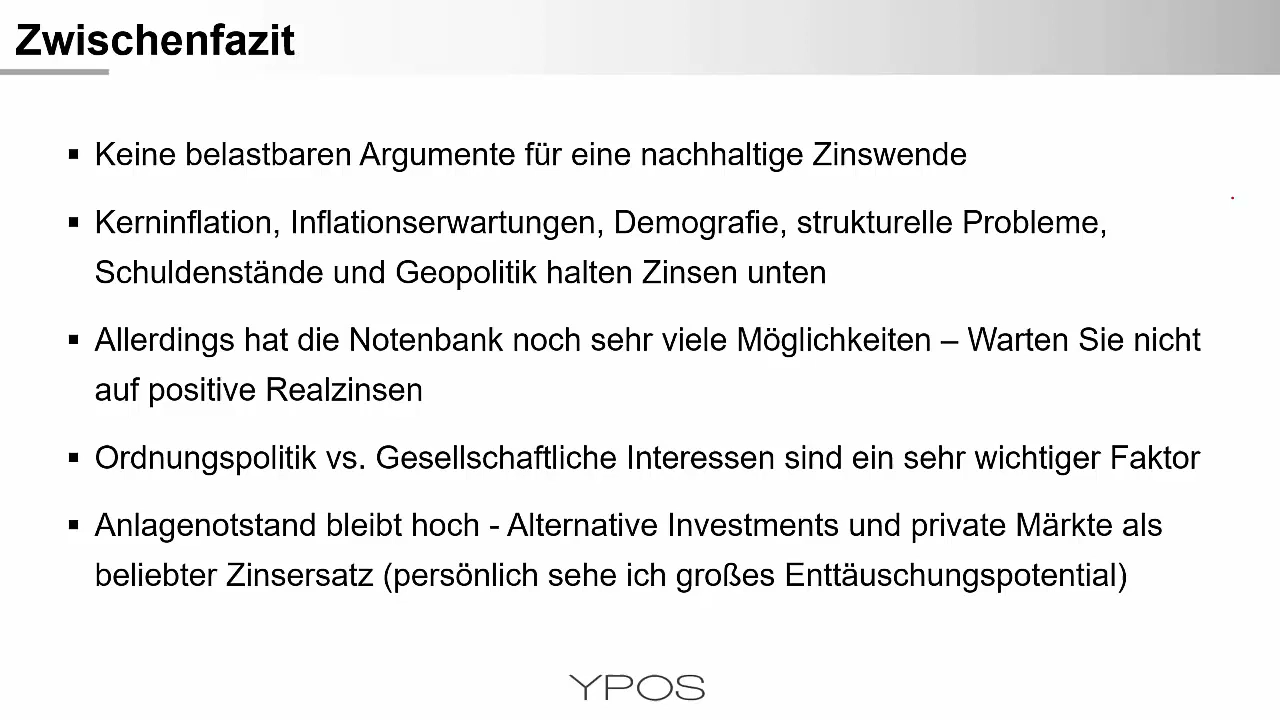 Zwischenfazit
▪ Keine belastbaren Argumente für eine nachhaltige Zinswende
▪ Kerninflation, Inflationserwartungen, Demografie, strukturelle Probleme,
Schuldenstände und Geopolitik halten Zinsen unten
▪ Allerdings hat die Notenbank noch sehr viele Möglichkeiten – Warten Sie nicht
auf positive Realzinsen
▪ Ordnungspolitik vs. Gesellschaftliche Interessen sind ein sehr wichtiger Faktor
▪ Anlagenotstand bleibt hoch - Alternative Investments und private Märkte als
beliebter Zinsersatz (persönlich sehe ich großes Enttäuschungspotential)
YPOS